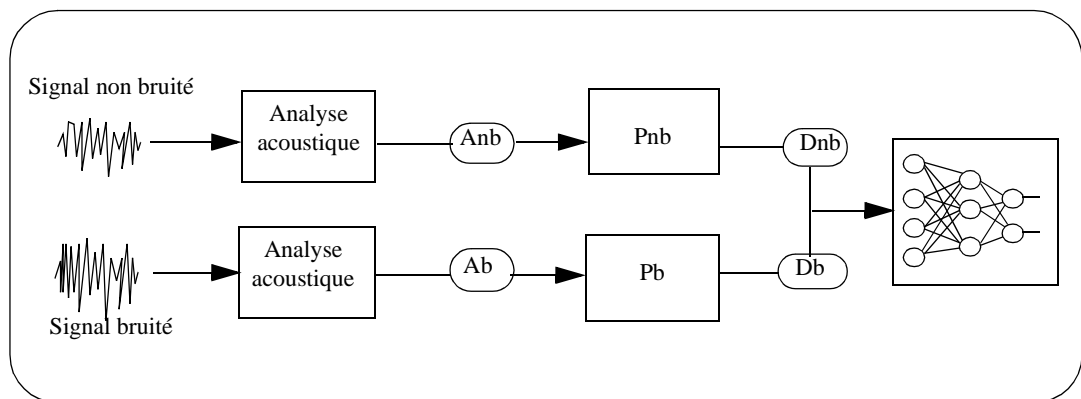 Signal non bruité
Analyse
acoustique
Anb
Pnb
Dnb
Analyse
acoustique
Ab
Pb
Db
Signal bruité